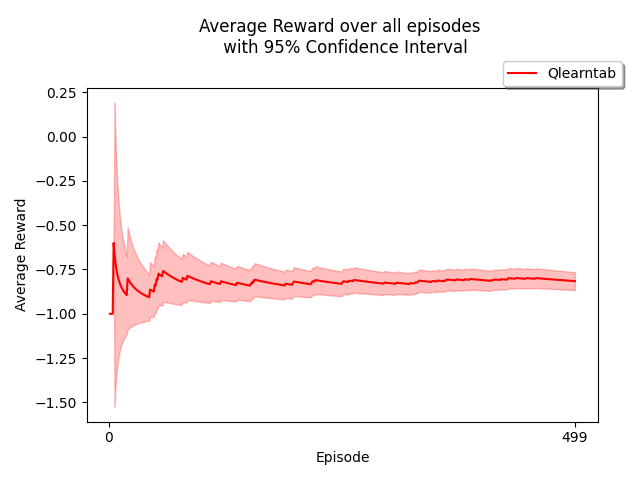 Average Reward over all episodes
with 95% Confidence Interval
Qlearntab
0.25
0.00
−0.25
−0.50
−0.75
−1.00
−1.25
−1.50
Average Reward
0
499
Episode